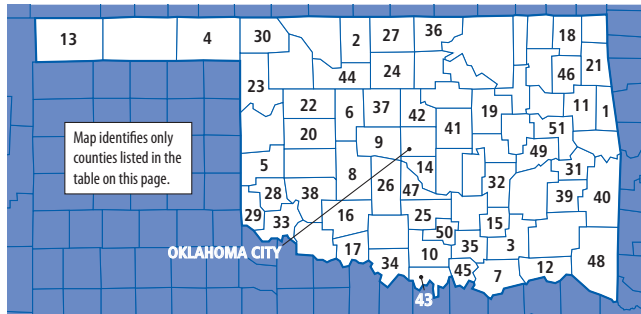 13 4 30 2 27 36 18
44 24 46 21
23
22 6 37 42 19 11 1
20 9 41 51
49
5 8 14 31
28 38 26 47 32 39 40
29 33 16 25 15
50
17 10 35 3
34 45 7 12 48
43
Map identifies only
counties listed in the
table on this page.
OKLAHOMA CITY